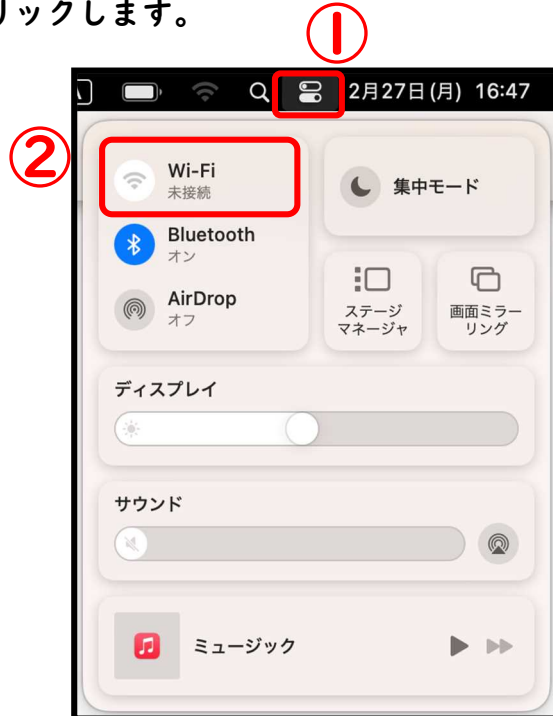 リックします。
①
2月27日(月) 16:47
②
Wi-Fi
未接続
集中モード
Bluetooth
オン
AirDrop
オフ
ステージ
マネージャ
画面ミラー
リング
ディスプレイ
サウンド
ミュージック